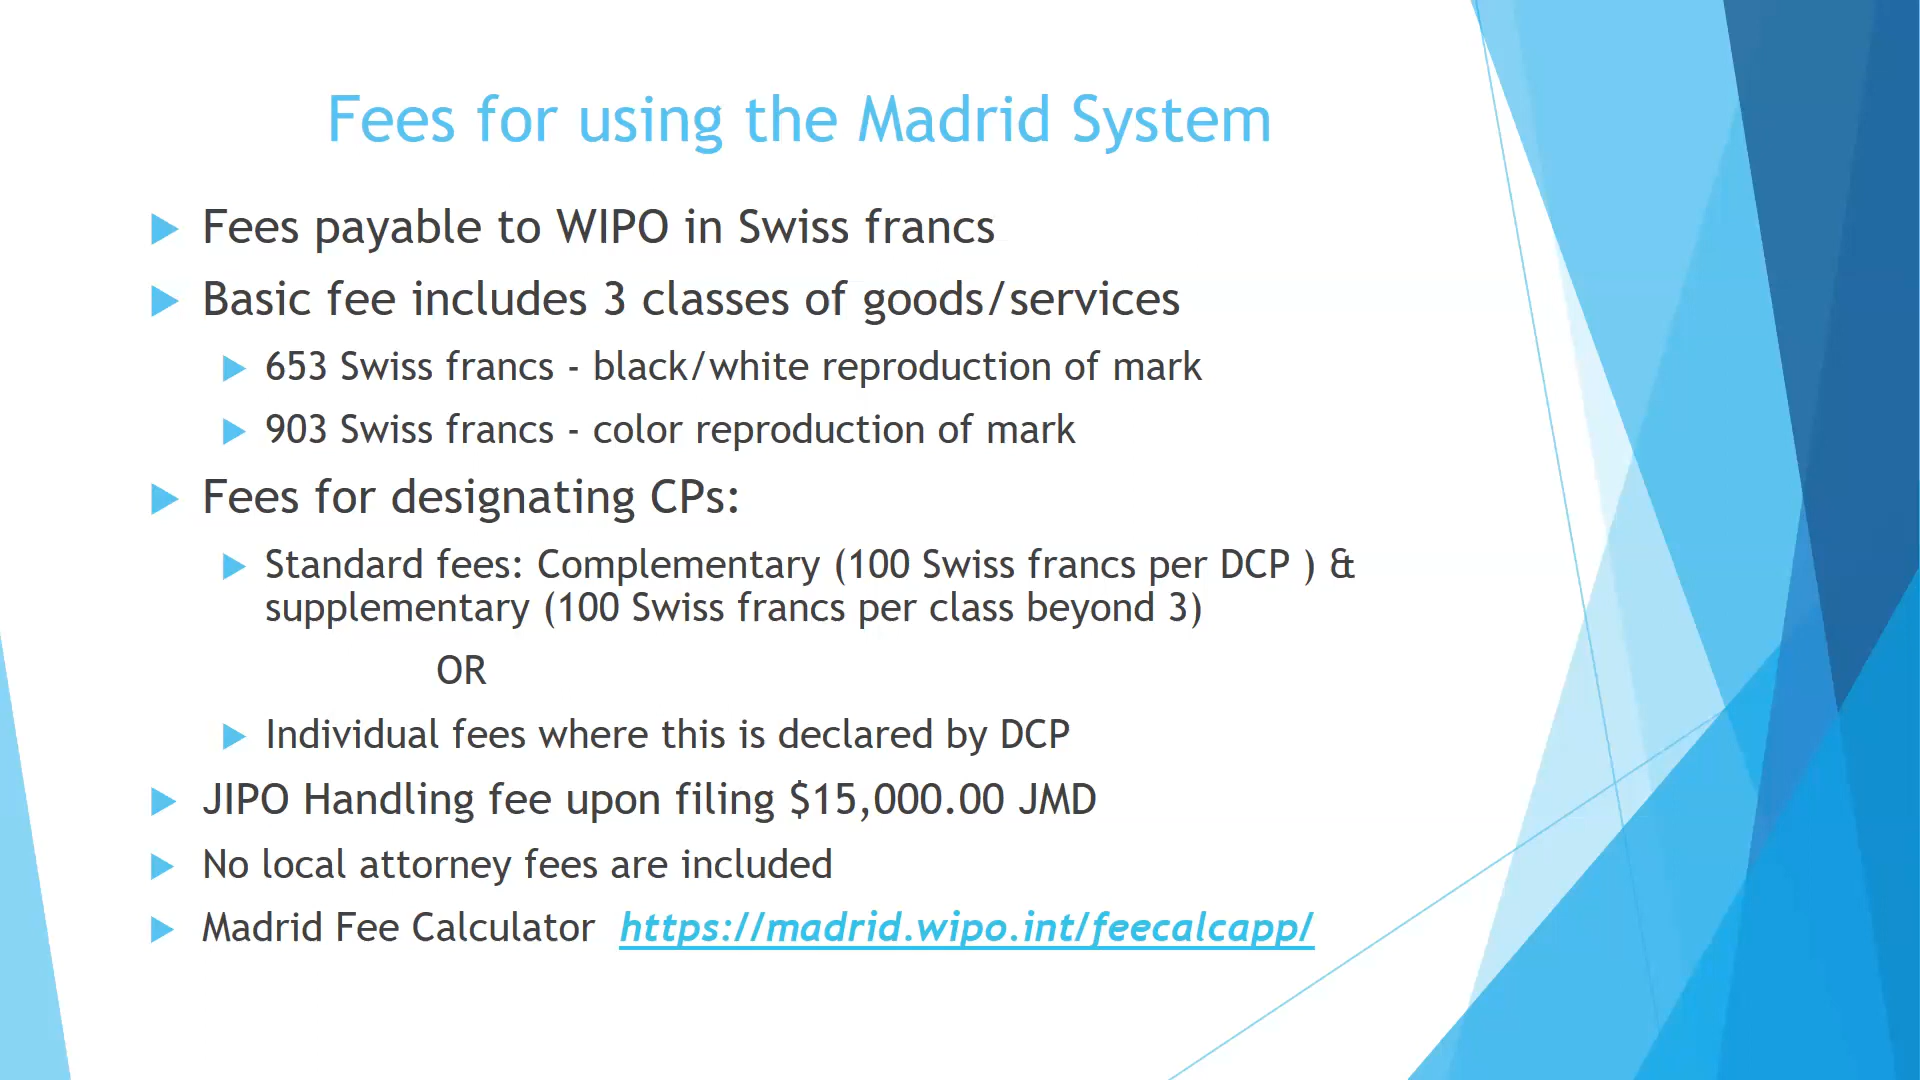 Fees for using the Madrid System
Fees payable to WIPO in Swiss francs
Basic fee includes 3 classes of goods/services
653 Swiss francs - black/white reproduction of mark
903 Swiss francs - color reproduction of mark
Fees for designating CPs:
Standard fees: Complementary (100 Swiss francs per DCP ) &
supplementary (100 Swiss francs per class beyond 3)
OR
Individual fees where this is declared by DCP
JIPO Handling fee upon filing $15,000.00 JMD
No local attorney fees are included
Madrid Fee Calculator https://madrid.wipo.int/feecalcapp/